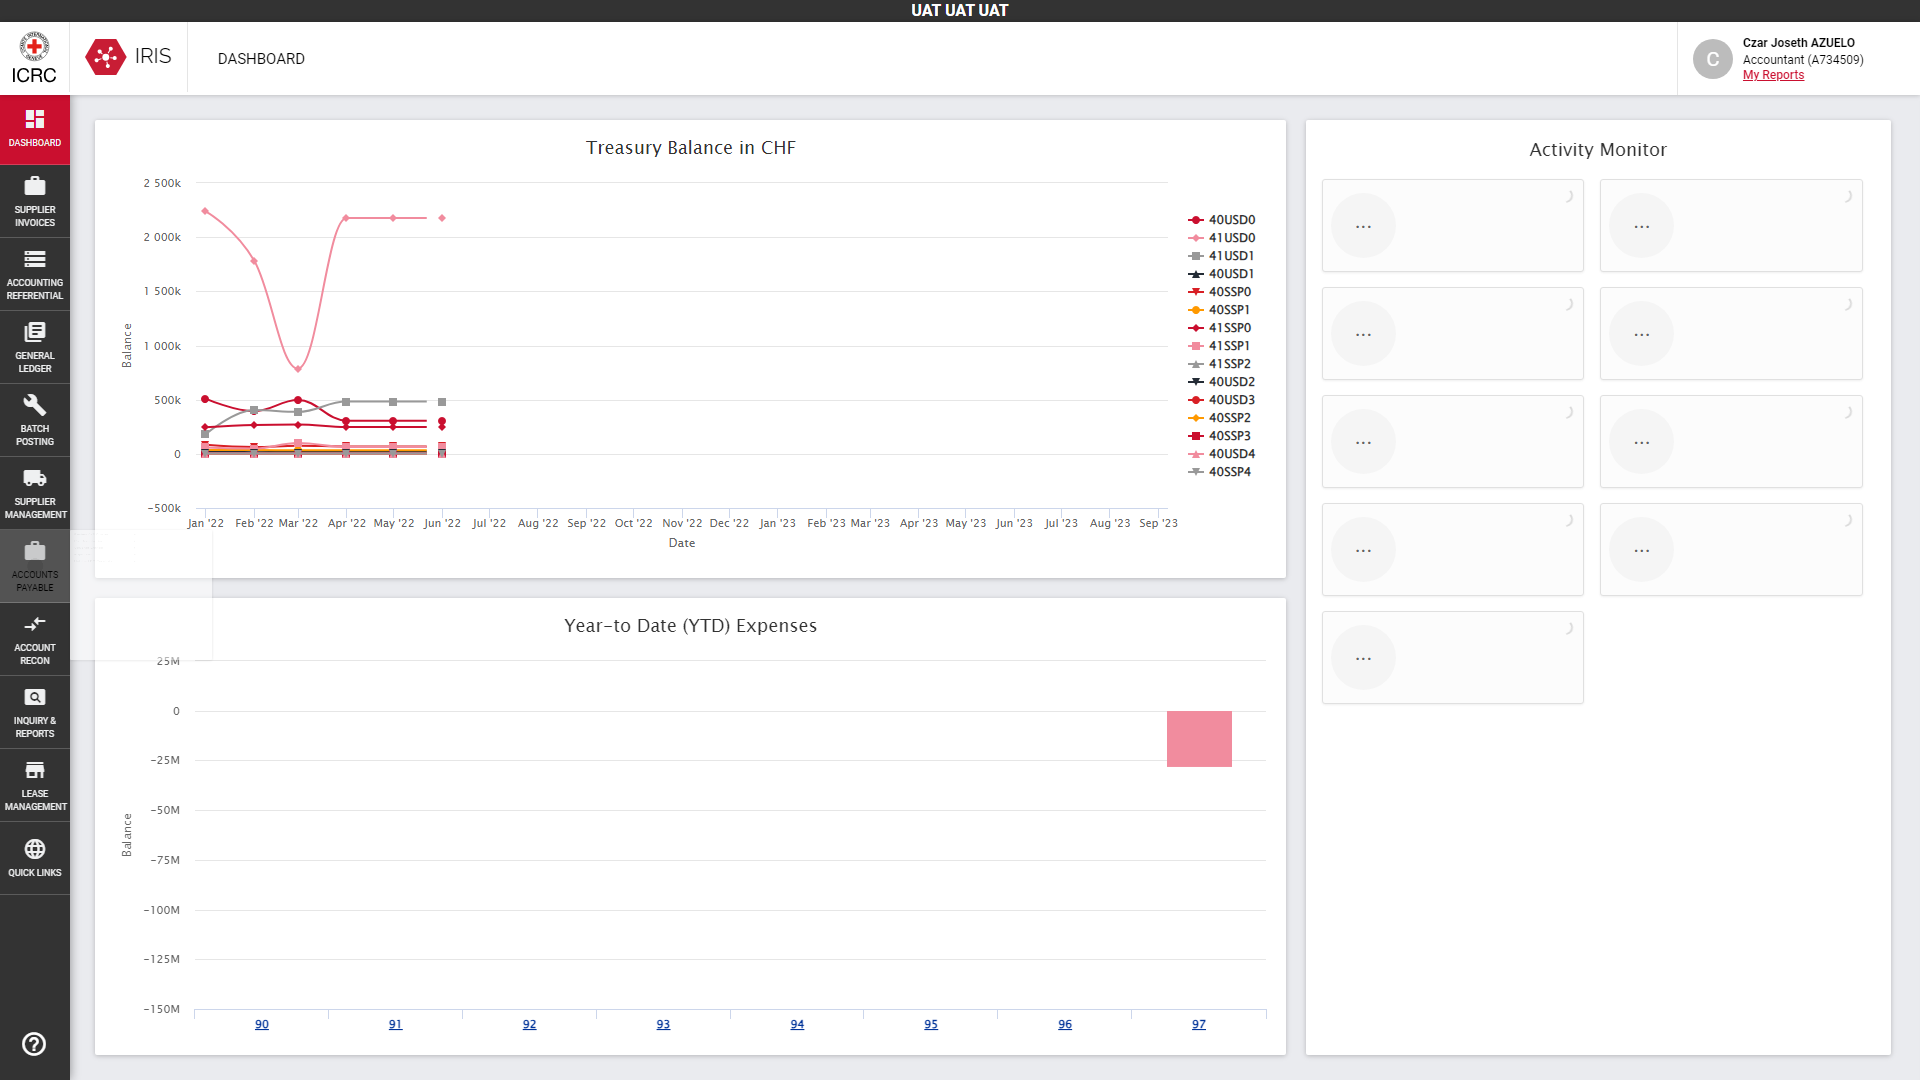 UAT UAT UAT
ICRC
IRIS
DASHBOARD
C
Czar Joseth AZUELO
Accountant (A734509)
My Reports
DASHBOARD
SUPPLIER
INVOICES
ACCOUNTING
REFERENTIAL
GENERAL
LEDGER
BATCH
POSTING
SUPPLIER
MANAGEMENT
ACCOUNTS
PAYABLE
ACCOUNT
RECON
INQUIRY &
REPORTS
LEASE
MANAGEMENT
QUICK LINKS
Treasury Balance in CHF
2 500k
2 000k
1 500k
1 000k
500k
0
-500k
Balance
Jan '22 Feb '22 Mar '22 Apr '22 May '22 Jun '22 Jul '22 Aug '22 Sep '22 Oct '22 Nov '22 Dec '22 Jan '23 Feb '23 Mar '23 Apr '23 May '23 Jun '23 Jul '23 Aug '23 Sep '23
Date
40USD0
41USD0
41USD1
40USD1
40SSP0
40SSP1
41SSP0
41SSP1
41SSP2
40USD2
40USD3
40SSP2
40SSP3
40USD4
40SSP4
Year-to Date (YTD) Expenses
25M
0
-25M
-50M
-75M
-100M
-125M
-150M
Balance
90 91 92 93 94 95 96 97
Activity Monitor
... ...
... ...
... ...
... ...
...